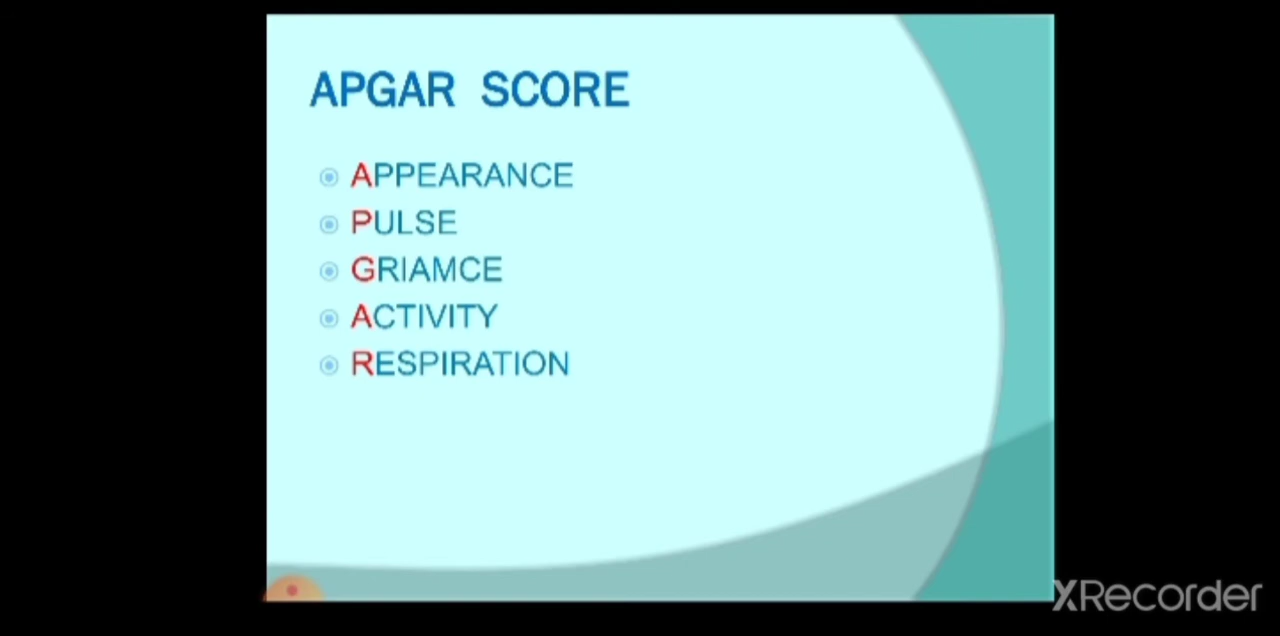 APGAR SCORE
APPEARANCE
PULSE
GRIAMCE
ACTIVITY
RESPIRATION
XRecorder